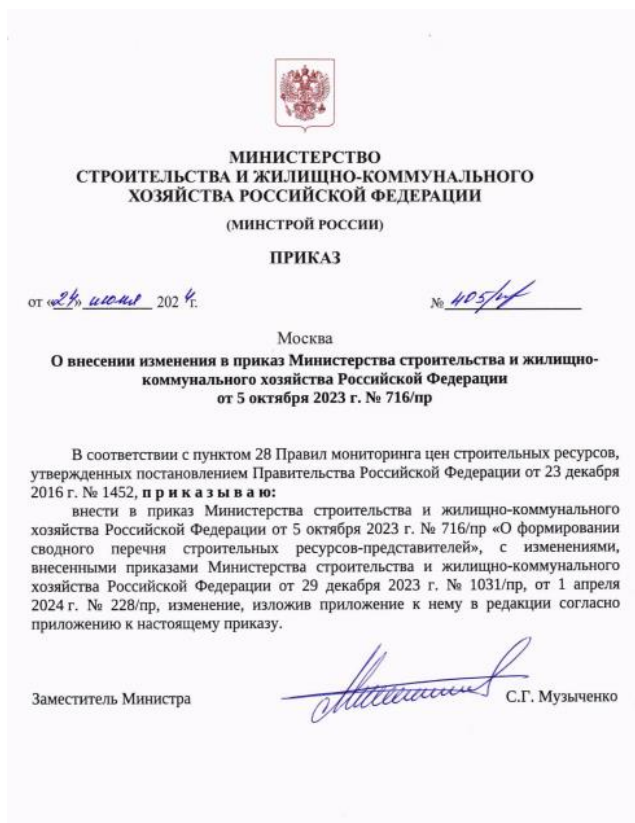 МИНИСТЕРСТВО
СТРОИТЕЛЬСТВА И ЖИЛИЩНО-КОММУНАЛЬНОГО
ХОЗЯЙСТВА РОССИЙСКОЙ ФЕДЕРАЦИИ
(МИНСТРОЙ РОССИИ)
ПРИКАЗ
от «24» июня 2024 г. № 405/пр
Москва
О внесении изменения в приказ Министерства строительства и жилищно-
коммунального хозяйства Российской Федерации
от 5 октября 2023 г. № 716/пр
В соответствии с пунктом 28 Правил мониторинга цен строительных ресурсов,
утвержденных постановлением Правительства Российской Федерации от 23 декабря
2016 г. № 1452, приказываю:
внести в приказ Министерства строительства и жилищно-коммунального
хозяйства Российской Федерации от 5 октября 2023 г. № 716/пр «О формировании
сводного перечня строительных ресурсов-представителей», с изменениями,
внесенными приказами Министерства строительства и жилищно-коммунального
хозяйства Российской Федерации от 29 декабря 2023 г. № 1031/пр, от 1 апреля
2024 г. № 228/пр, изменение, изложив приложение к нему в редакции согласно
приложению к настоящему приказу.
Заместитель Министра С.Г. Музыченко